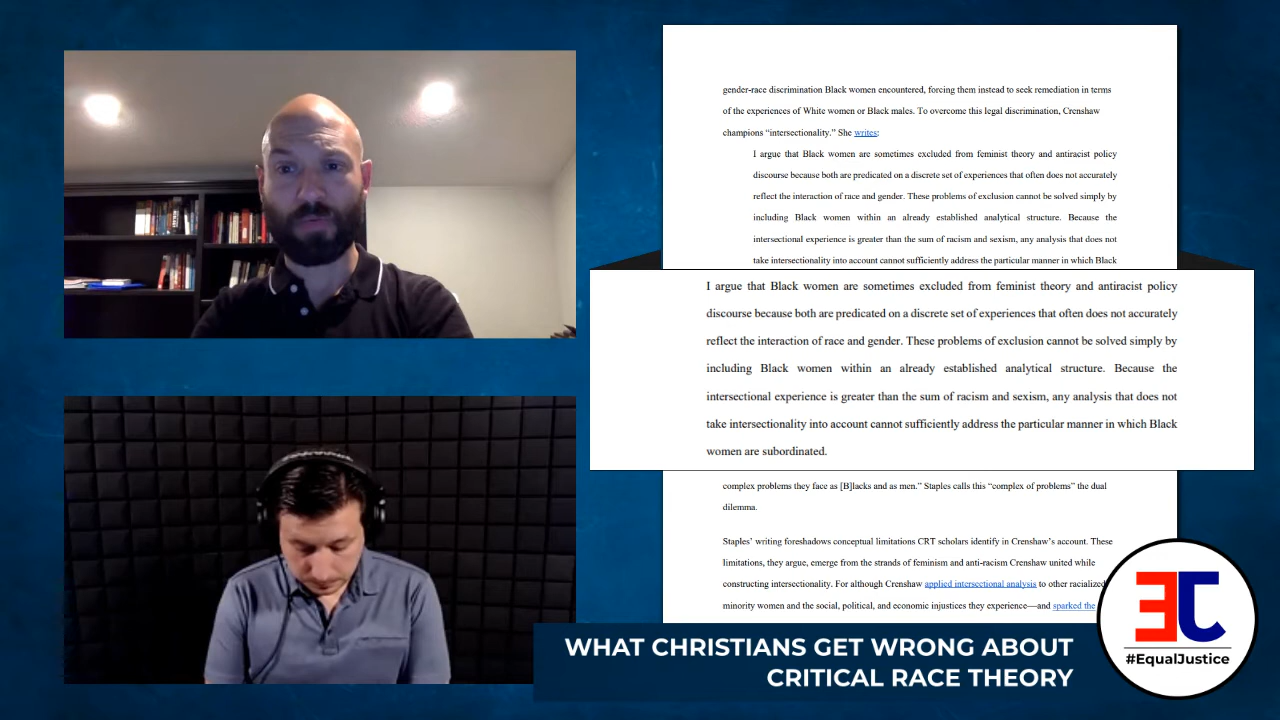 gender-race discrimination Black women encountered, forcing them instead to seek remediation in terms
of the experiences of White women or Black males. To overcome this legal discrimination, Crenshaw
champions “intersectionality.” She writes:
I argue that Black women are sometimes excluded from feminist theory and antiracist policy
discourse because both are predicated on a discrete set of experiences that often does not accurately
reflect the interaction of race and gender. These problems of exclusion cannot be solved simply by
including Black women within an already established analytical structure. Because the
intersectional experience is greater than the sum of racism and sexism, any analysis that does not
take intersectionality into account cannot sufficiently address the particular manner in which Black
I argue that Black women are sometimes excluded from feminist theory and antiracist policy
discourse because both are predicated on a discrete set of experiences that often does not accurately
reflect the interaction of race and gender. These problems of exclusion cannot be solved simply by
including Black women within an already established analytical structure. Because the
intersectional experience is greater than the sum of racism and sexism, any analysis that does not
take intersectionality into account cannot sufficiently address the particular manner in which Black
women are subordinated.
complex problems they face as [B]lacks and as men.” Staples calls this “complex of problems” the dual
dilemma.
Staples’ writing foreshadows conceptual limitations CRT scholars identify in Crenshaw’s account. These
limitations, they argue, emerge from the strands of feminism and anti-racism Crenshaw united while
constructing intersectionality. For although Crenshaw applied intersectional analysis to other racialized
minority women and the social, political, and economic injustices they experience—and sparked the
WHAT CHRISTIANS GET WRONG ABOUT
CRITICAL RACE THEORY
EJ
#EqualJustice